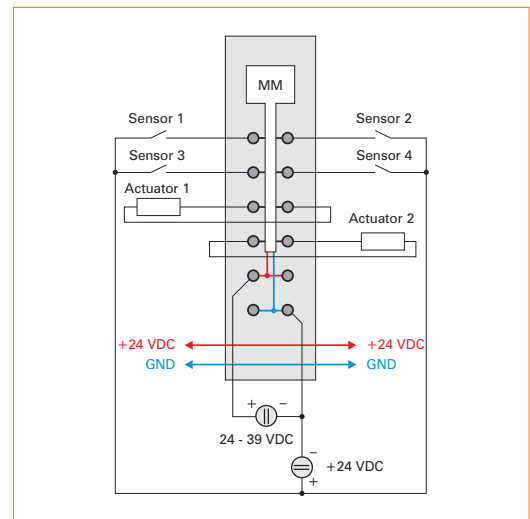 MM
Sensor 1
Sensor 2
Sensor 3
Sensor 4
Actuator 1
Actuator 2
+24 VDC
+24 VDC
GND
GND
+ −
24 - 39 VDC
−
+24 VDC
+